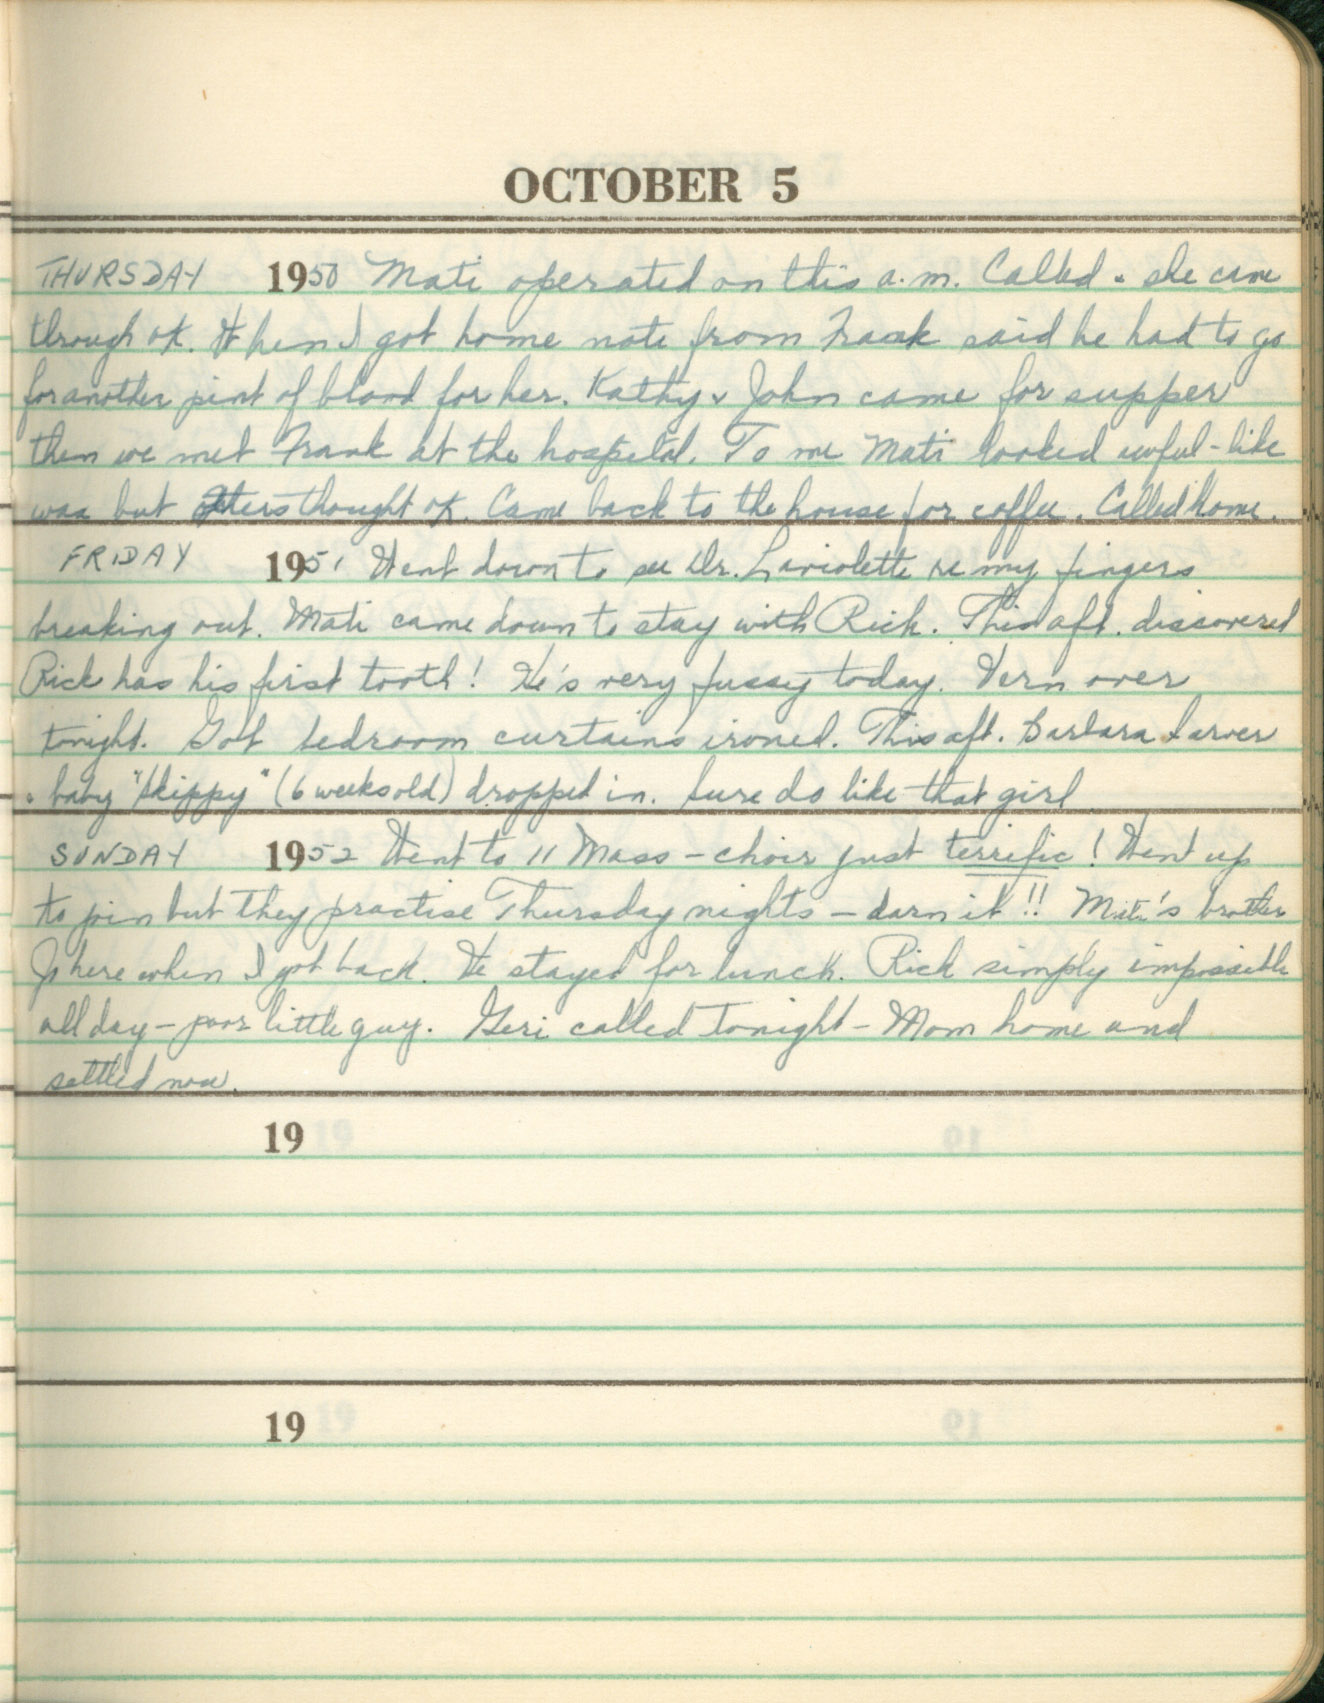 OCTOBER 5
THURSDAY 1950 Mati operated on this a.m. Called & she came
through ok. When I got home note from Frank said he had to go
for another pint of blood for her. Kathy & John came for supper
then we met Frank at the hospital. To me Mati looked awful - like
wax but others thought ok. Came back to the house for coffee. Called home.
FRIDAY 1951 Went down to see Dr. Laviolette re my fingers
breaking out. Mati came down to stay with Rick. This aft. discovered
Rick has his first tooth! He's very fussy today. Vern over
tonight. Got bedroom curtains ironed. This aft. Barbara
& baby "Skippy" (6 weeks old) dropped in. Sure do like that girl
SUNDAY 1952 Went to 11 Mass - choir just terrific! Went up
to join but they practise Thursday nights - darn it!! Mati's brother
Jo here when I got back. He stayed for lunch. Rick simply impossible
all day - poor little guy. Geri called tonight - Mom home and
settled now.
19
19